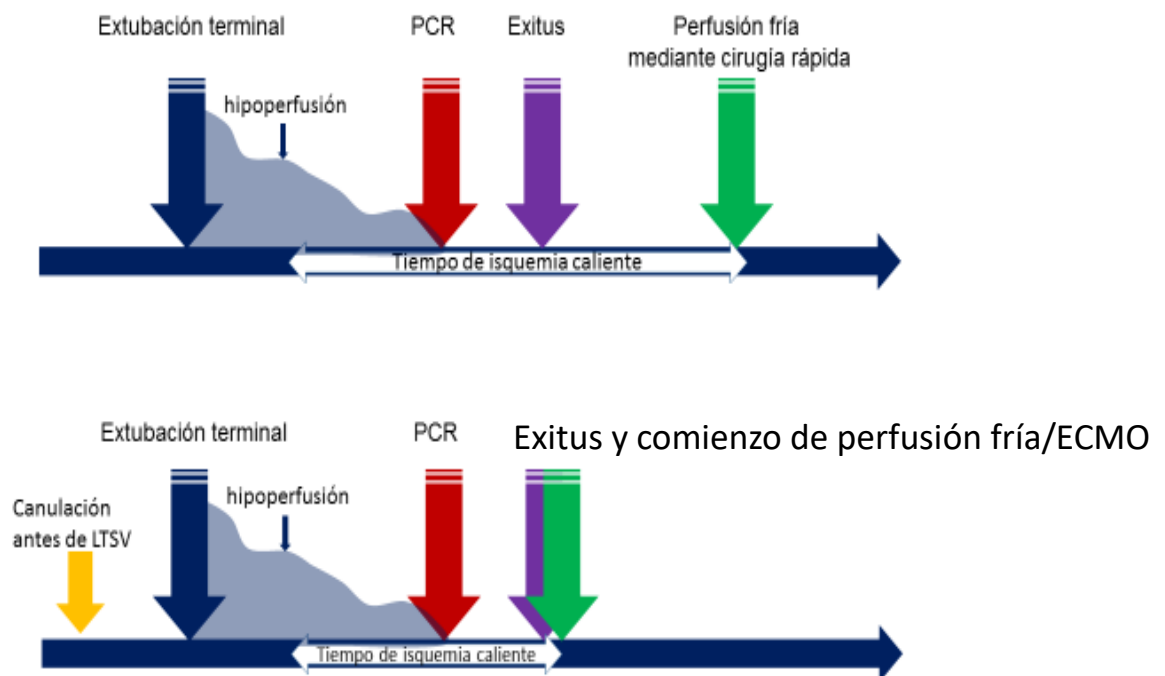 Extubación terminal
PCR
Exitus
Perfusión fría
mediante cirugía rápida
hipoperfusión
Tiempo de isquemia caliente
Extubación terminal
PCR
Exitus y comienzo de perfusión fría/ECMO
Canulación
antes de LTSV
hipoperfusión
Tiempo de isquemia caliente